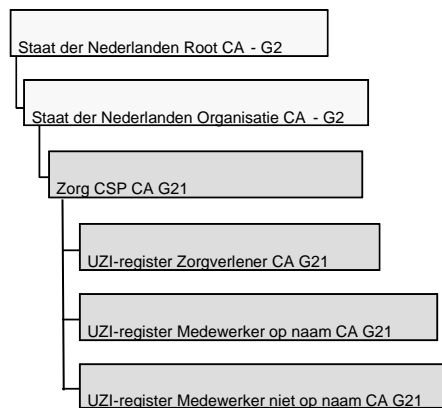 Staat der Nederlanden Root CA - G2
Staat der Nederlanden Organisatie CA - G2
Zorg CSP CA G21
UZI-register Zorgverlener CA G21
UZI-register Medewerker op naam CA G21
UZI-register Medewerker niet op naam CA G21